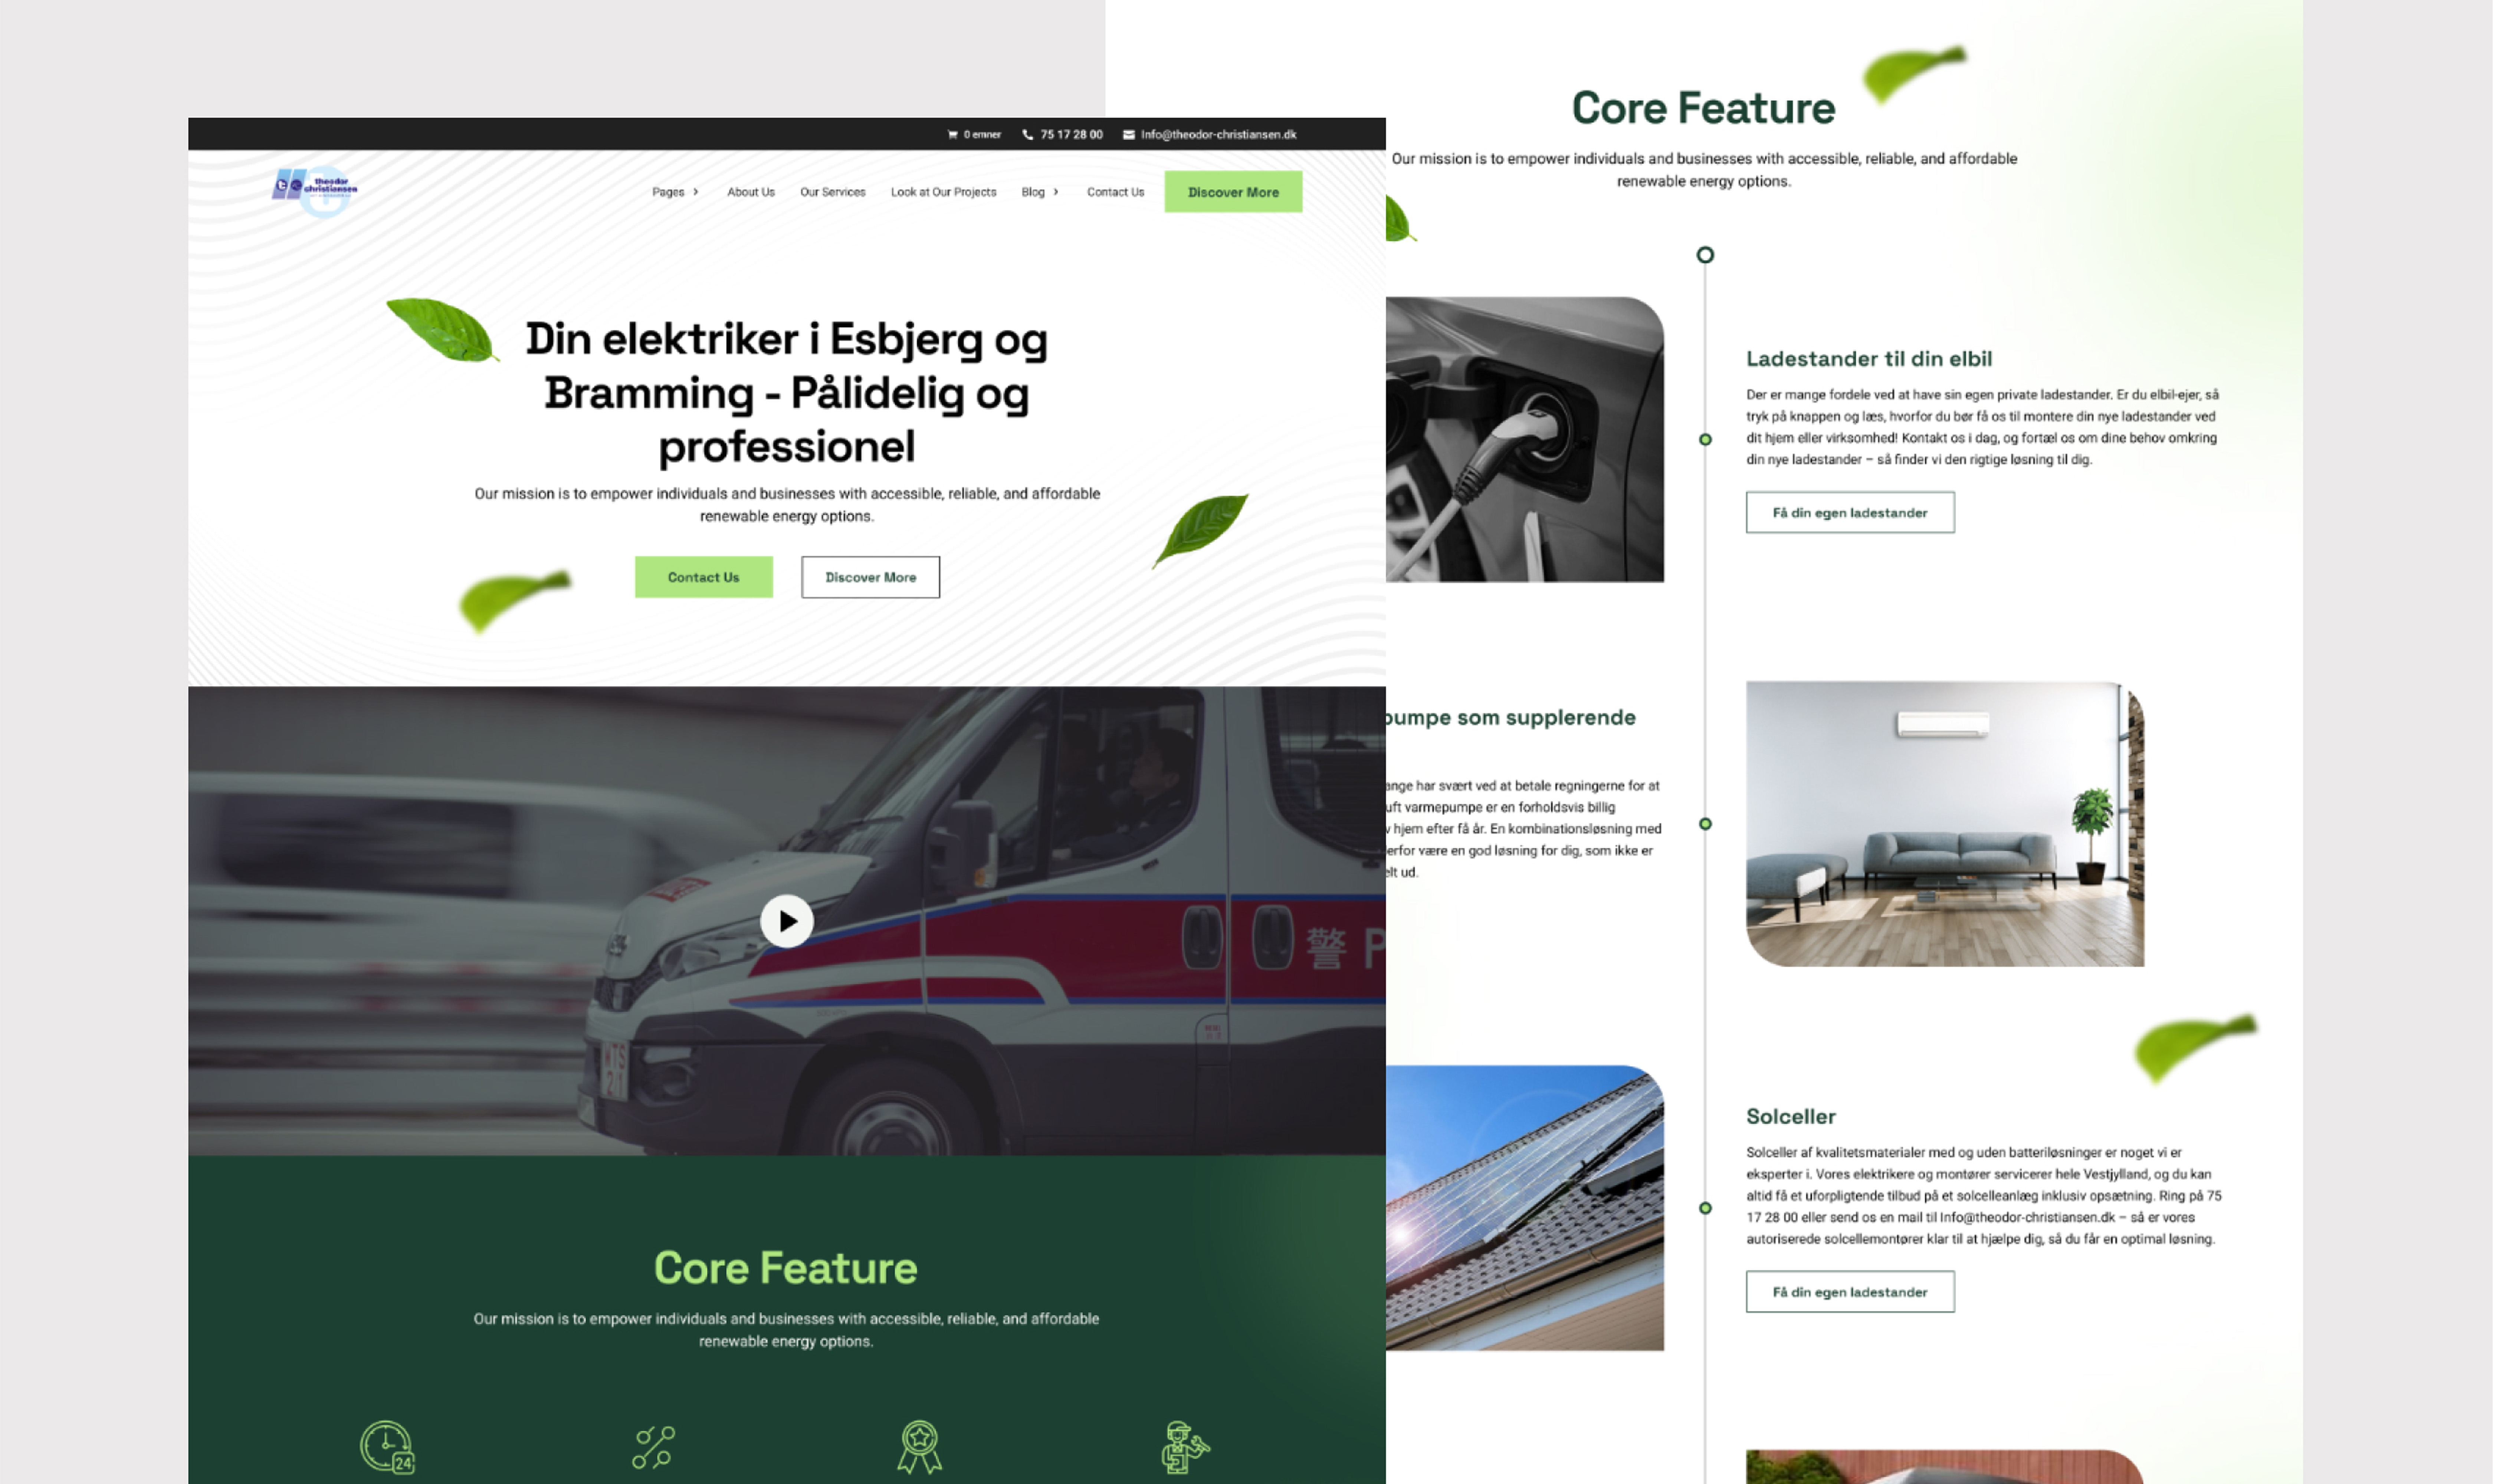 0 emner
75 17 28 00
Info@theodor-christiansen.dk
theodor
christiansen
Pages
About Us
Our Services
Look at Our Projects
Blog
Contact Us
Discover More
Din elektriker i Esbjerg og
Bramming - Pålidelig og
professionel
Our mission is to empower individuals and businesses with accessible, reliable, and affordable
renewable energy options.
Contact Us
Discover More
警 P
Core Feature
Our mission is to empower individuals and businesses with accessible, reliable, and affordable
renewable energy options.
24
Core Feature
Our mission is to empower individuals and businesses with accessible, reliable, and affordable
renewable energy options.
Ladestander til din elbil
Der er mange fordele ved at have sin egen private ladestander. Er du elbil-ejer, så
tryk på knappen og læs, hvorfor du bør få os til montere din nye ladestander ved
dit hjem eller virksomhed! Kontakt os i dag, og fortæl os om dine behov omkring
din nye ladestander – så finder vi den rigtige løsning til dig.
Få din egen ladestander
pumpe som supplerende
ange har svært ved at betale regningerne for at
uft varmepumpe er en forholdsvis billig
v hjem efter få år. En kombinationsløsning med
erfor være en god løsning for dig, som ikke er
elt ud.
Solceller
Solceller af kvalitetsmaterialer med og uden batteriløsninger er noget vi er
eksperter i. Vores elektrikere og montører servicerer hele Vestjylland, og du kan
altid få et uforpligtende tilbud på et solcelleanlæg inklusiv opsætning. Ring på 75
17 28 00 eller send os en mail til Info@theodor-christiansen.dk – så er vores
autoriserede solcellemontører klar til at hjælpe dig, så du får en optimal løsning.
Få din egen ladestander